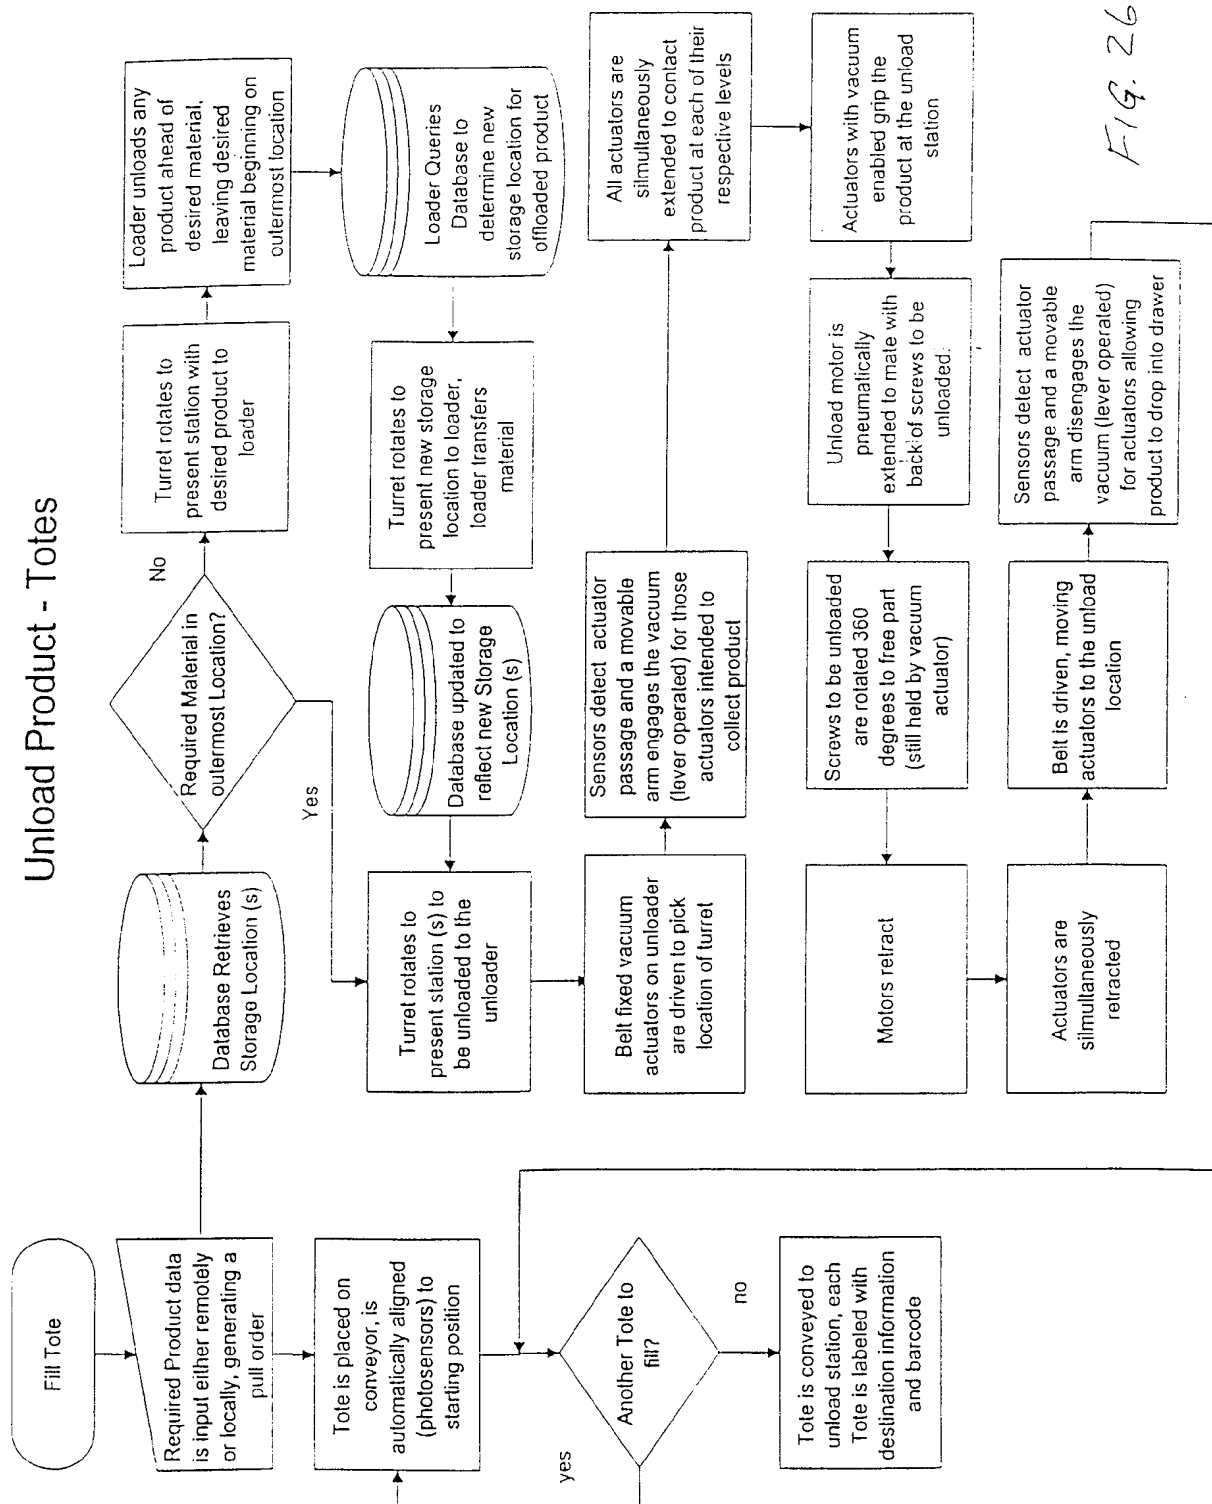 Unload Product - Totes
Fill Tote
Required Product data
is input either remotely
or locally, generating a
pull order
Tote is placed on
conveyor, is
automatically aligned
(photosensors) to
starting position
Another Tote to
fill?
yes
no
Tote is conveyed to
unload station, each
Tote is labeled with
destination information
and barcode
Database Retrieves
Storage Location (s)
Required Material in
outermost Location?
No
Yes
Turret rotates to
present station with
desired product to
loader
Loader unloads any
product ahead of
desired material,
leaving desired
material beginning on
outermost location
Loader Queries
Database to
determine new
storage location for
offloaded product
Turret rotates to
present new storage
location to loader,
loader transfers
material
Database updated to
reflect new Storage
Location (s)
Turret rotates to
present station (s) to
be unloaded to the
unloader
Belt fixed vacuum
actuators on unloader
are driven to pick
location of turret
Sensors detect actuator
passage and a movable
arm engages the vacuum
(lever operated) for those
actuators intended to
collect product
All actuators are
silmultaneously
extended to contact
product at each of their
respective levels
Actuators with vacuum
enabled grip the
product at the unload
station
Unload motor is
pneumatically
extended to mate with
back of screws to be
unloaded.
Screws to be unloaded
are rotated 360
degrees to free part
(still held by vacuum
actuator)
Motors retract
Actuators are
silmultaneously
retracted
Belt is driven, moving
actuators to the unload
location
Sensors detect actuator
passage and a movable
arm disengages the
vacuum (lever operated)
for actuators allowing
product to drop into drawer
FIG. 26